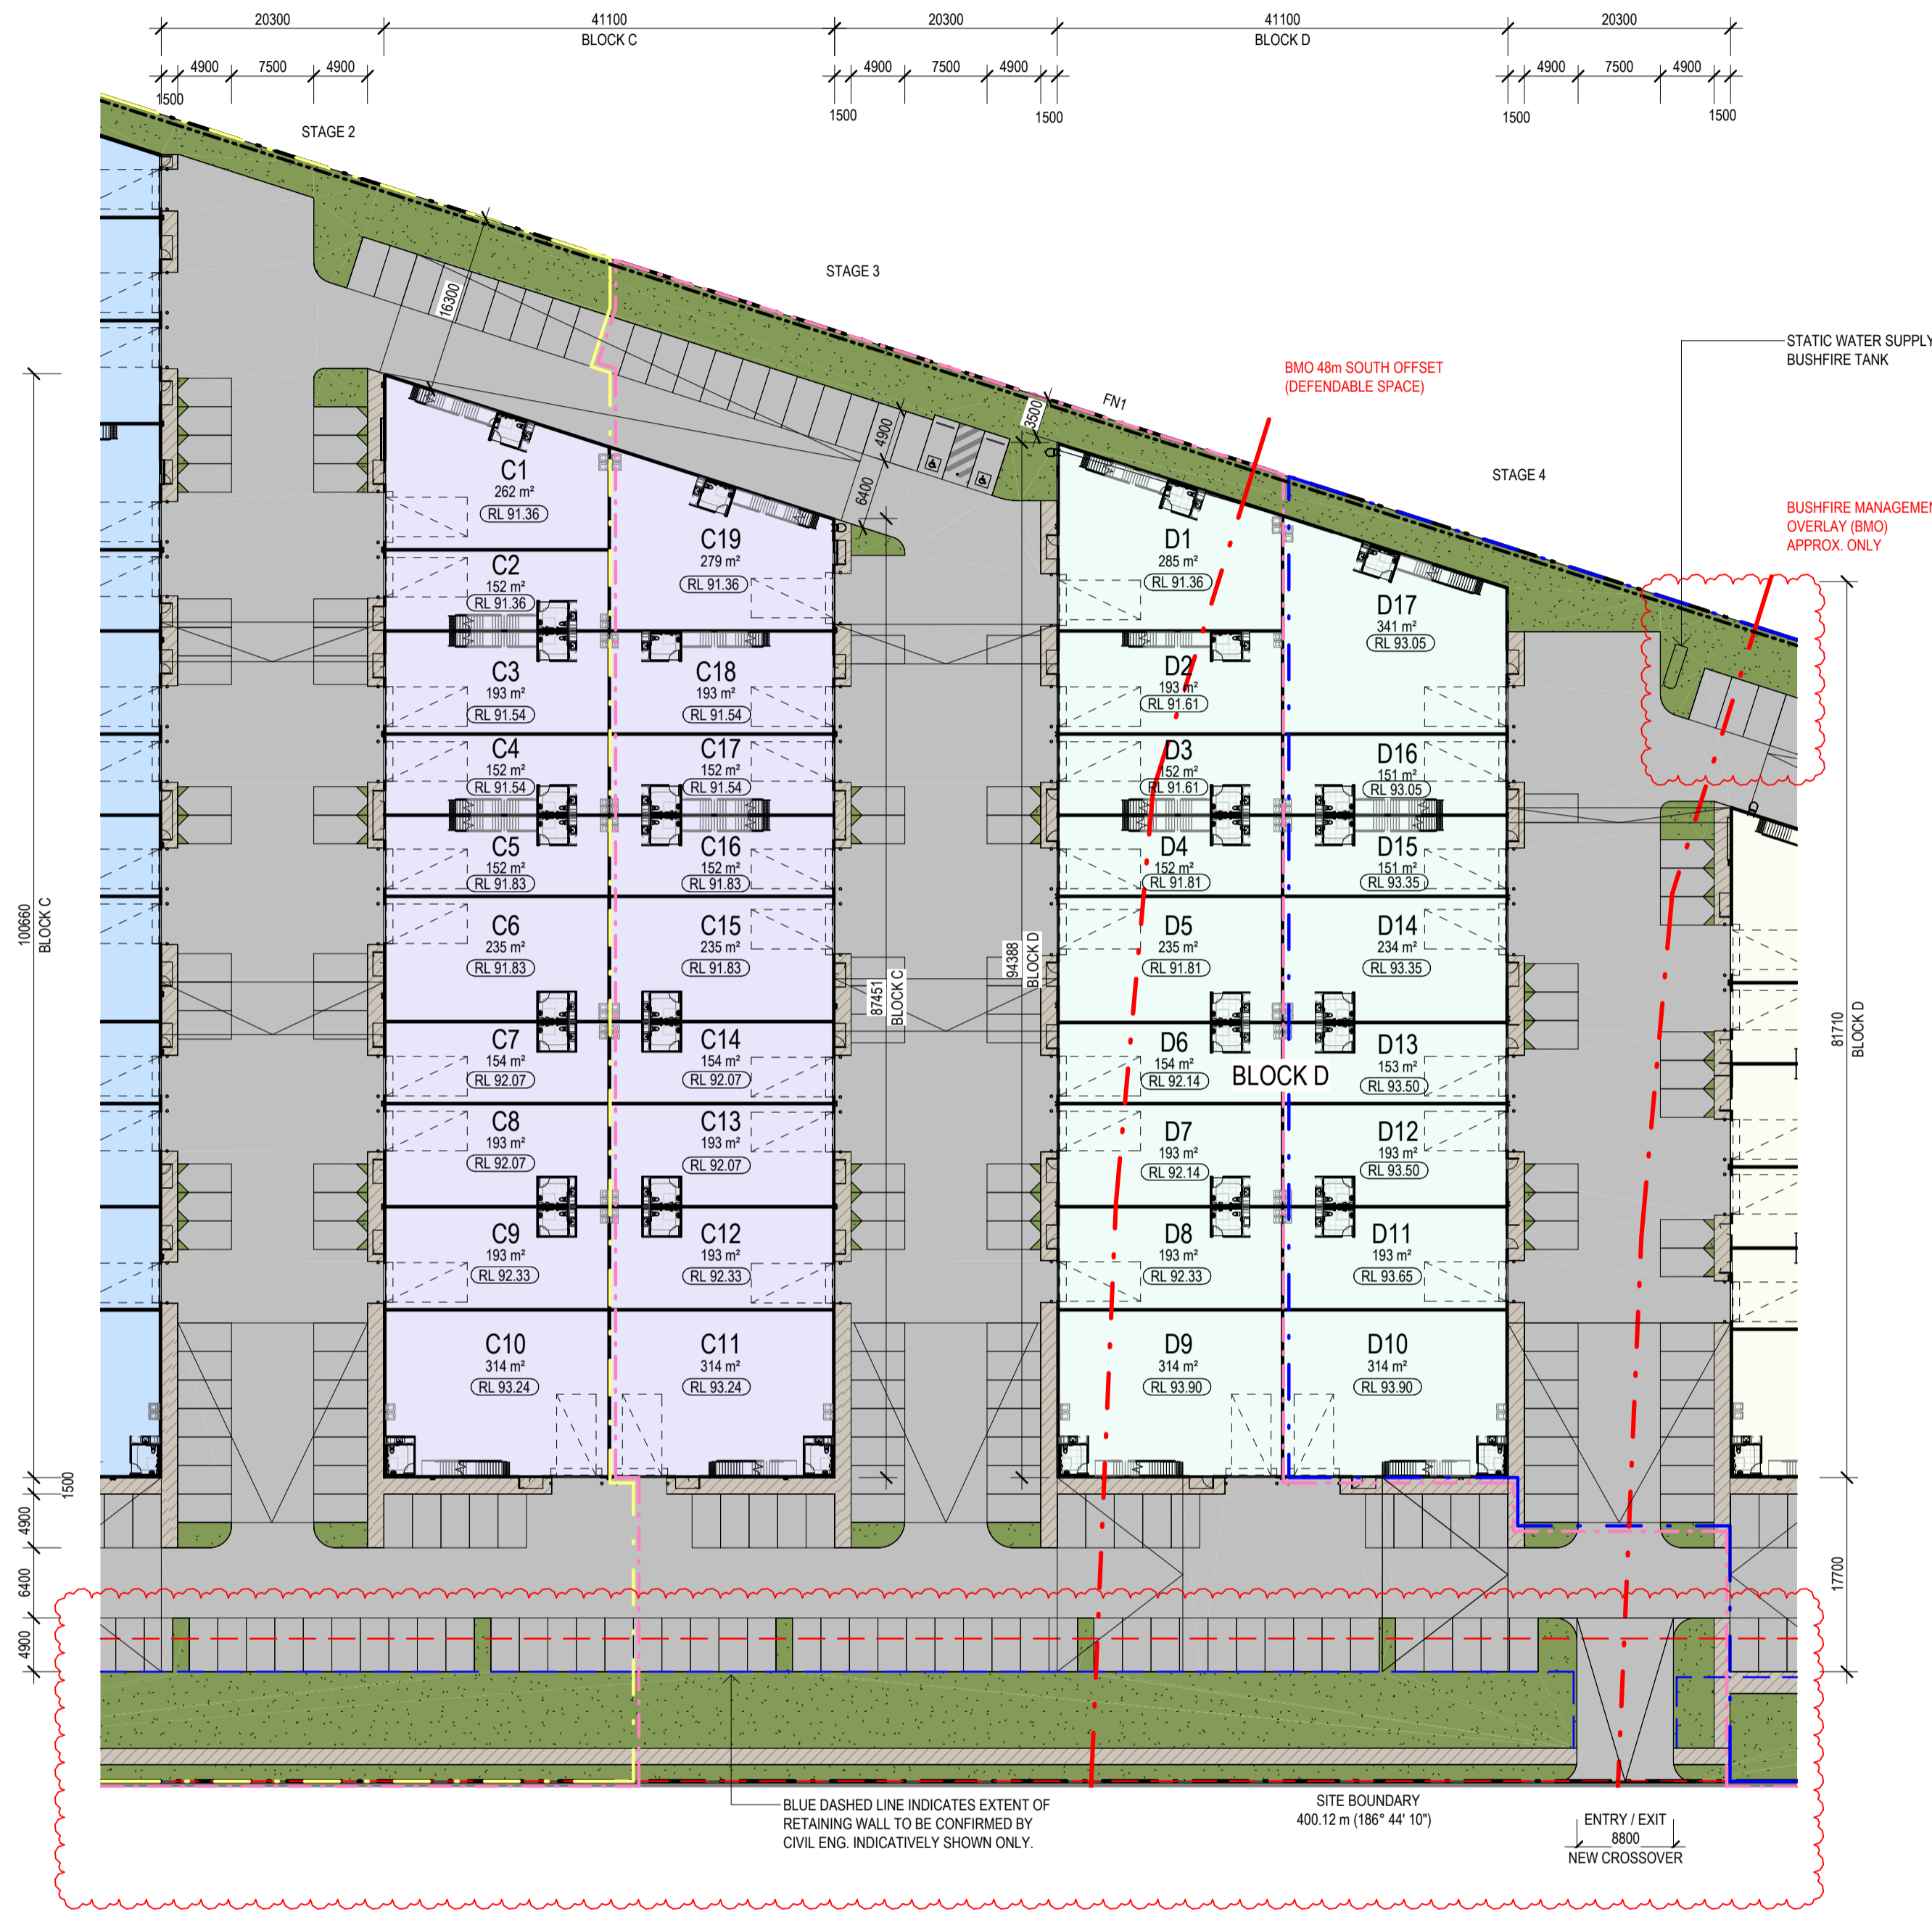 20300
41100
20300
41100
20300
BLOCK C
BLOCK D
4900
7500
4900
4900
7500
4900
4900
7500
4900
1500
1500
1500
1500
1500
STAGE 2
STAGE 3
STAGE 4
16300
3500
FN1
4900
6400
BMO 48m SOUTH OFFSET
(DEFENDABLE SPACE)
STATIC WATER SUPPLY
BUSHFIRE TANK
BUSHFIRE MANAGEMEN
OVERLAY (BMO)
APPROX. ONLY
C1
262 m²
RL 91.36
C2
152 m²
RL 91.36
C3
193 m²
RL 91.54
C4
152 m²
RL 91.54
C5
152 m²
RL 91.83
C6
235 m²
RL 91.83
C7
154 m²
RL 92.07
C8
193 m²
RL 92.07
C9
193 m²
RL 92.33
C10
314 m²
RL 93.24
C19
279 m²
RL 91.36
C18
193 m²
RL 91.54
C17
152 m²
RL 91.54
C16
152 m²
RL 91.83
C15
235 m²
RL 91.83
C14
154 m²
RL 92.07
C13
193 m²
RL 92.07
C12
193 m²
RL 92.33
C11
314 m²
RL 93.24
D1
285 m²
RL 91.36
D2
193 m²
RL 91.61
D3
152 m²
RL 91.61
D4
152 m²
RL 91.81
D5
235 m²
RL 91.81
D6
154 m²
RL 92.14
D7
193 m²
RL 92.14
D8
193 m²
RL 92.33
D9
314 m²
RL 93.90
BLOCK D
D17
341 m²
RL 93.05
D16
151 m²
RL 93.05
D15
151 m²
RL 93.35
D14
234 m²
RL 93.35
D13
153 m²
RL 93.50
D12
193 m²
RL 93.50
D11
193 m²
RL 93.65
D10
314 m²
RL 93.90
100660
BLOCK C
87451
BLOCK C
94388
BLOCK D
81710
BLOCK D
1500
4900
6400
4900
17700
BLUE DASHED LINE INDICATES EXTENT OF
RETAINING WALL TO BE CONFIRMED BY
CIVIL ENG. INDICATIVELY SHOWN ONLY.
SITE BOUNDARY
400.12 m (186° 44' 10")
ENTRY / EXIT
8800
NEW CROSSOVER